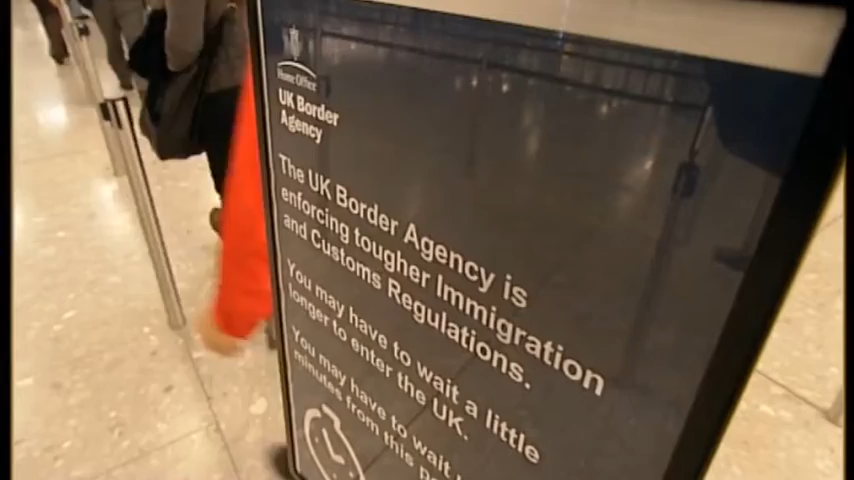 Home Office
UK Border
Agency
The UK Border Agency is
enforcing tougher Immigration
and Customs Regulations.
You may have to wait a little
longer to enter the UK.
You may have to wait
minutes from this